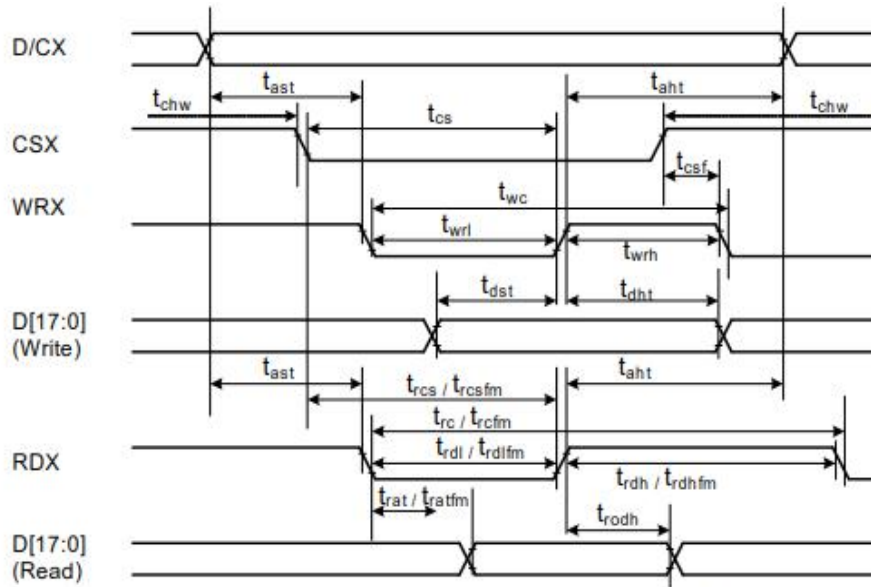 D/CX
t_ast t_aht
t_chw t_cs t_chw
CSX
t_csf
WRX t_wc
t_wrl t_wrh
t_dst t_dht
D[17:0]
(Write)
t_ast t_aht
t_rcs / t_rcsfm
t_rc / t_rcfm
RDX t_rdl / t_rdlfm
t_rdh / t_rdhfm
t_rat / t_ratfm
t_rodh
D[17:0]
(Read)